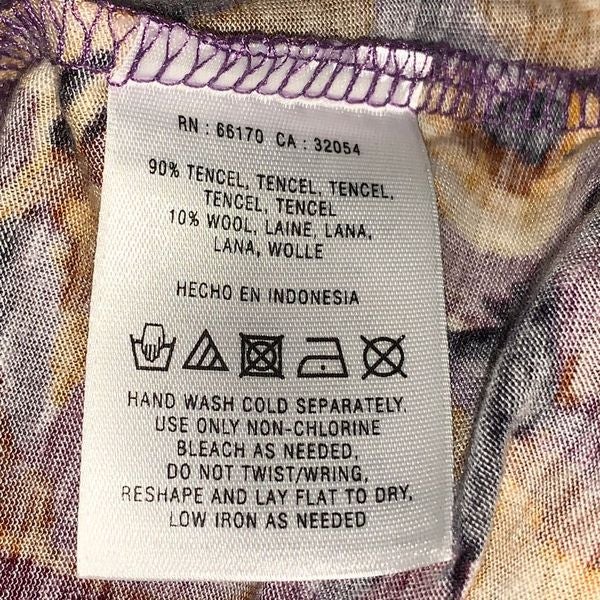 RN : 66170 CA : 32054
90% TENCEL, TENCEL, TENCEL,
TENCEL, TENCEL
10% WOOL, LAINE, LANA,
LANA, WOLLE
HECHO EN INDONESIA
HAND WASH COLD SEPARATELY.
USE ONLY NON-CHLORINE
BLEACH AS NEEDED,
DO NOT TWIST/WRING,
RESHAPE AND LAY FLAT TO DRY,
LOW IRON AS NEEDED